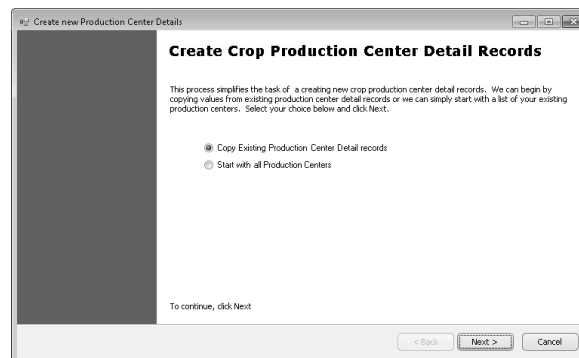 Create new Production Center Details
Create Crop Production Center Detail Records
This process simplifies the task of a creating new crop production center detail records. We can begin by
copying values from existing production center detail records or we can simply start with a list of your existing
production centers. Select your choice below and click Next.
Copy Existing Production Center Detail records
Start with all Production Centers
To continue, click Next
< Back
Next >
Cancel